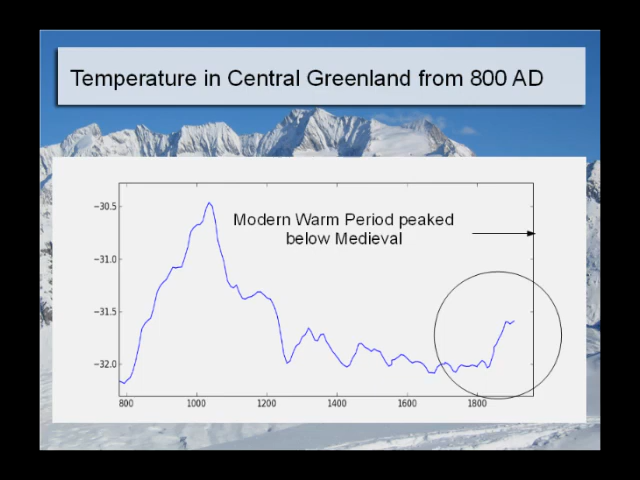 Temperature in Central Greenland from 800 AD
Modern Warm Period peaked
below Medieval
−30.5
−31.0
−31.5
−32.0
800 1000 1200 1400 1600 1800